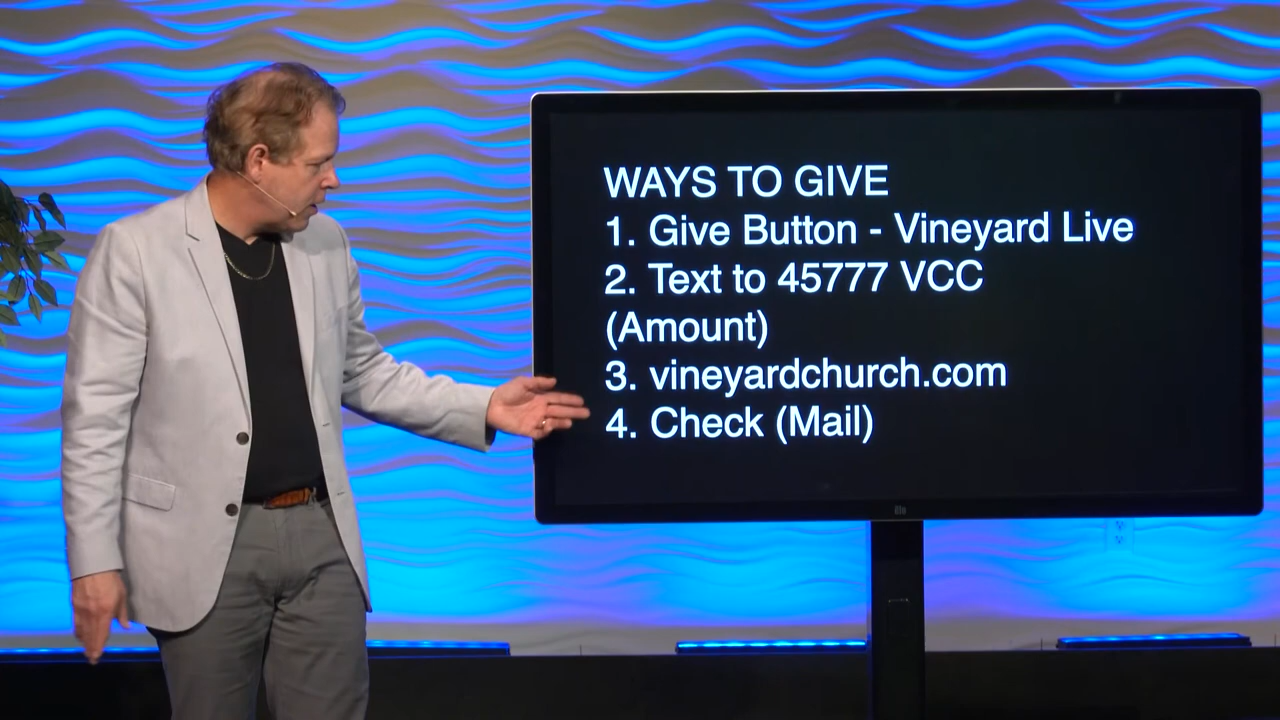 WAYS TO GIVE
1. Give Button - Vineyard Live
2. Text to 45777 VCC
(Amount)
3. vineyardchurch.com
4. Check (Mail)
elo